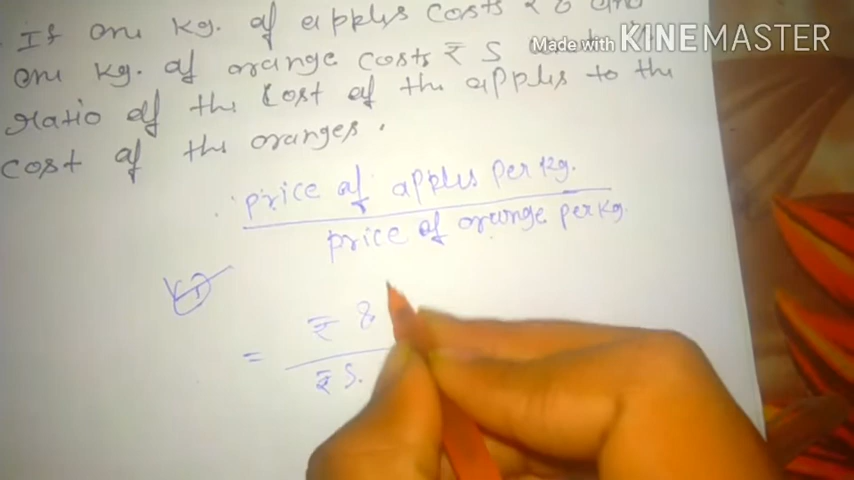 If one kg. of apples costs ₹ 8 and
one kg. of orange costs ₹ 5
Made with KINEMASTER
ratio of the cost of the apples to the
cost of the oranges.
price of apples per kg.
price of orange per kg.
₹ 8
=
₹ 5.